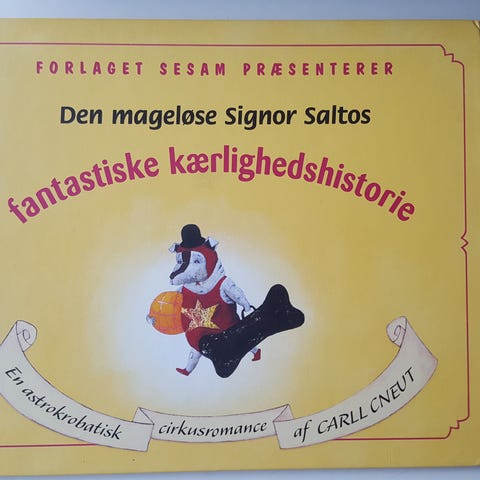 FORLAGET SESAM PRÆSENTERER
Den mageløse Signor Saltos
fantastiske kærlighedshistorie
En astrokrobatisk cirkusromance af CARLL CNEUT